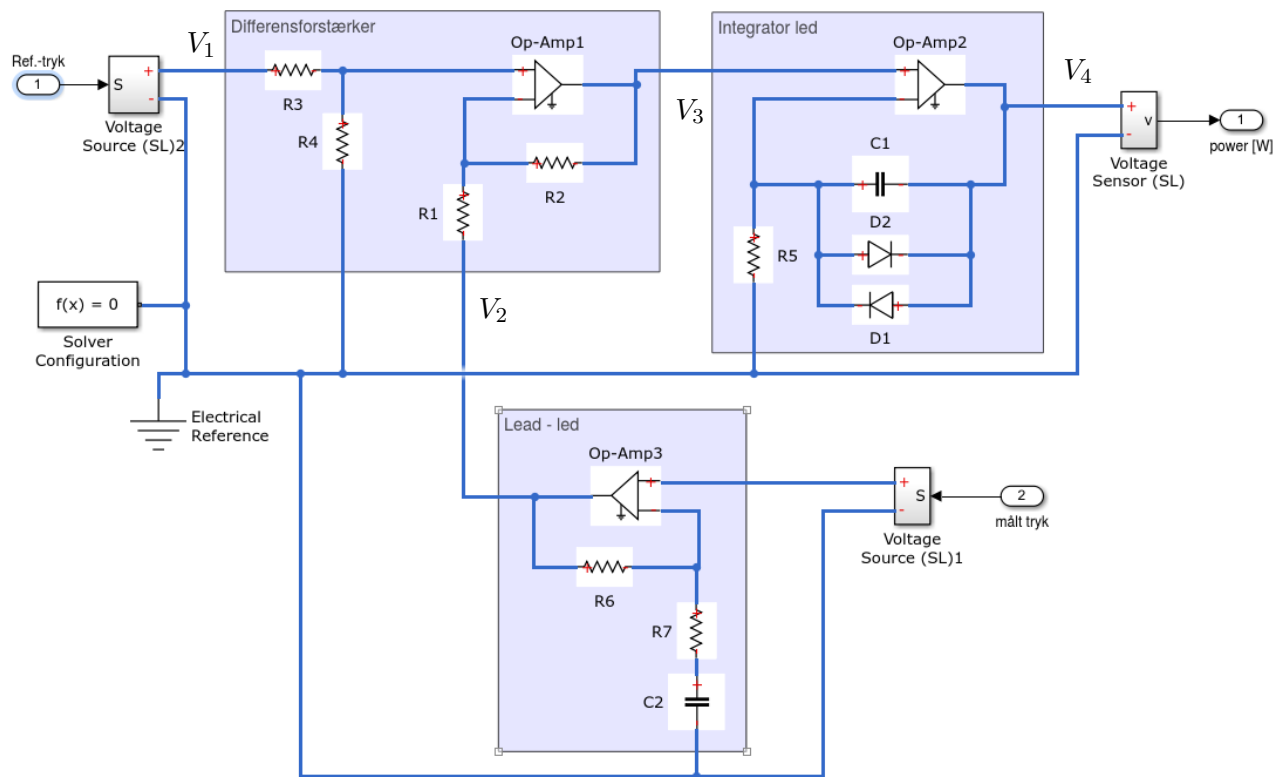 Differensforstærker
Integrator led
V1
Op-Amp1
Op-Amp2
Ref.-tryk
1
S
+
-
Voltage
Source (SL)2
R3
R4
R1
R2
V3
V4
C1
D2
D1
R5
+
-
v
Voltage
Sensor (SL)
1
power [W]
V2
f(x) = 0
Solver
Configuration
Electrical
Reference
Lead - led
Op-Amp3
R6
R7
C2
+
-
S
Voltage
Source (SL)1
2
målt tryk